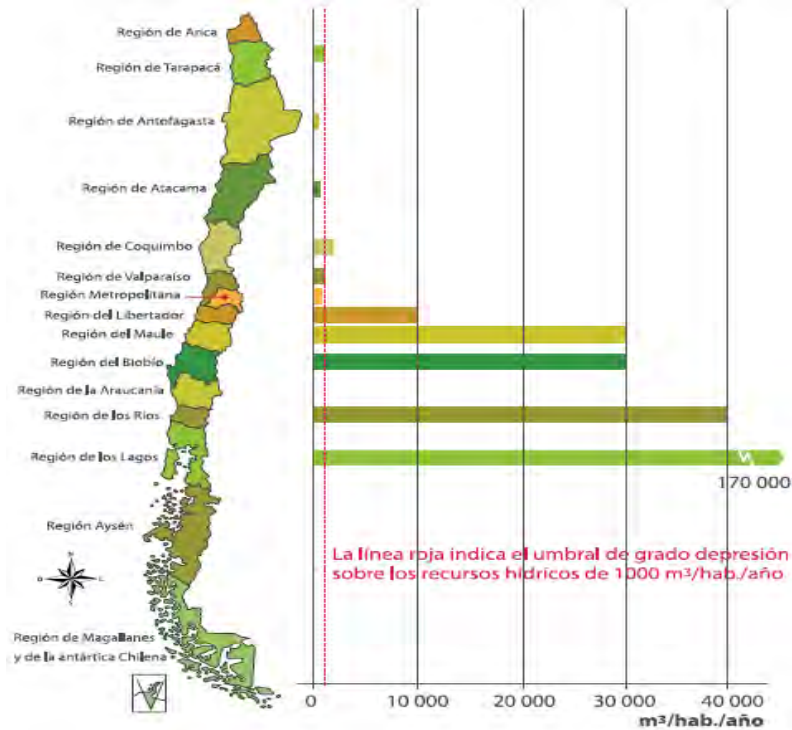 Región de Arica
Región de Tarapacá
Región de Antofagasta
Región de Atacama
Región de Coquimbo
Región de Valparaíso
Región Metropolitana
Región del Libertador
Región del Maule
Región del Biobío
Región de la Araucanía
Región de los Ríos
Región de los Lagos
170 000
Región Aysén
La línea roja indica el umbral de grado depresión
sobre los recursos hídricos de 1000 m³/hab./año
Región de Magallanes
y de la antártica Chilena
0 10 000 20 000 30 000 40 000
m³/hab./año